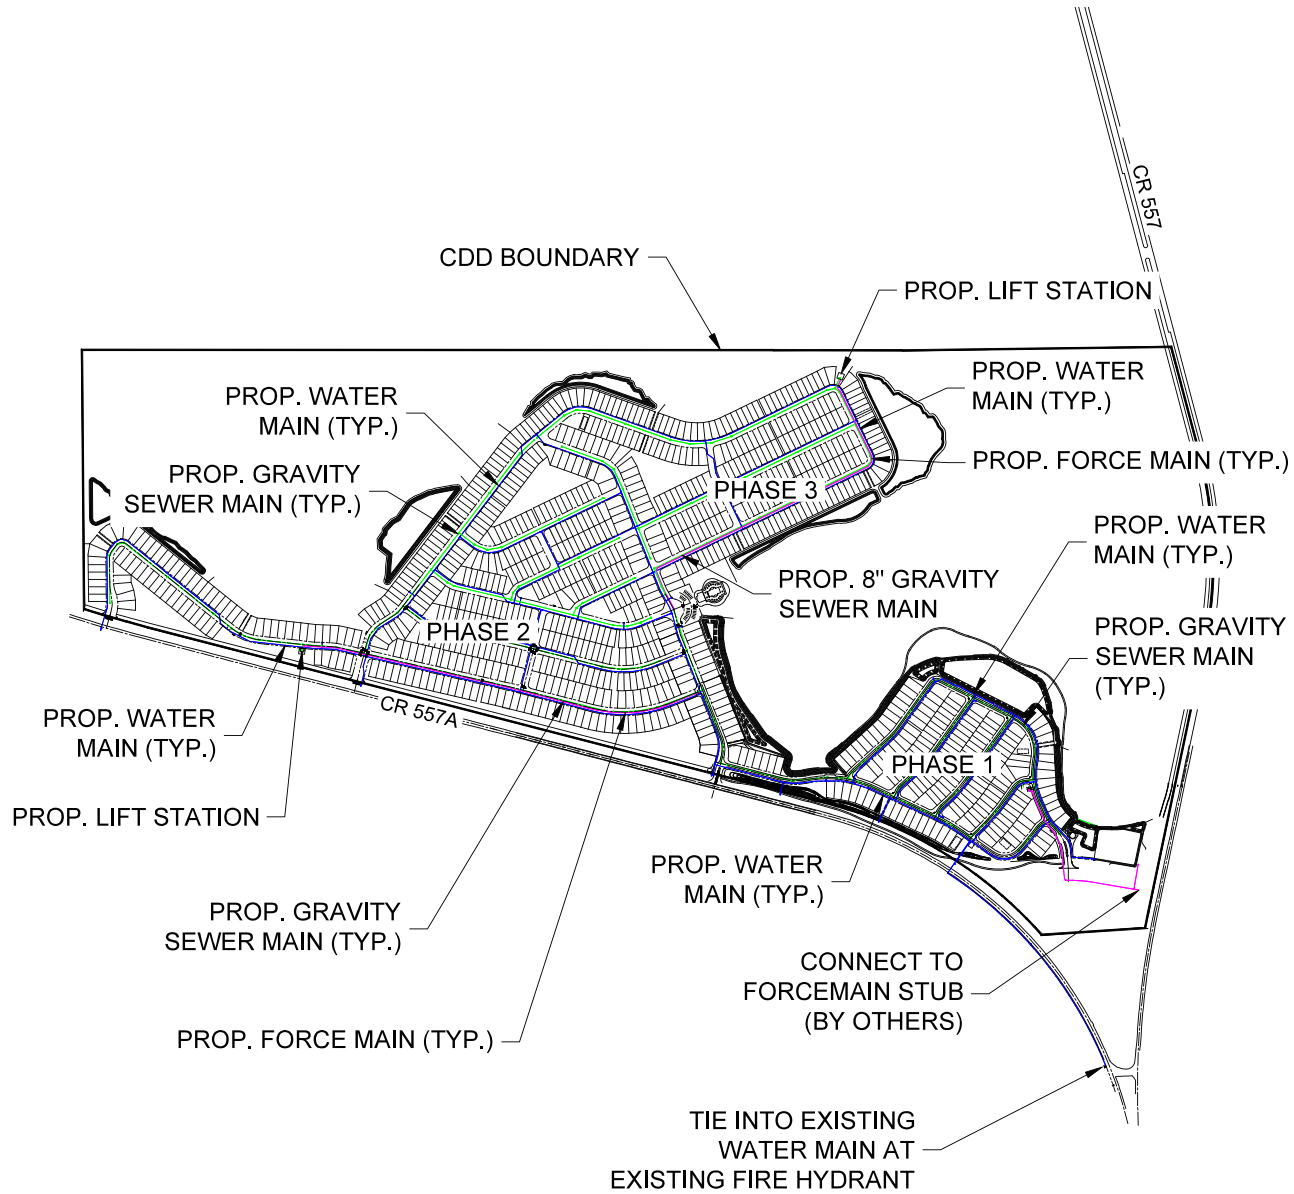 CR 557
CDD BOUNDARY
PROP. LIFT STATION
PROP. WATER
MAIN (TYP.)
PROP. WATER
MAIN (TYP.)
PROP. GRAVITY
SEWER MAIN (TYP.)
PROP. FORCE MAIN (TYP.)
PHASE 3
PROP. WATER
MAIN (TYP.)
PROP. 8" GRAVITY
SEWER MAIN
PHASE 2
PROP. GRAVITY
SEWER MAIN
(TYP.)
PROP. WATER
MAIN (TYP.)
CR 557A
PHASE 1
PROP. LIFT STATION
PROP. WATER
MAIN (TYP.)
PROP. GRAVITY
SEWER MAIN (TYP.)
CONNECT TO
FORCEMAIN STUB
(BY OTHERS)
PROP. FORCE MAIN (TYP.)
TIE INTO EXISTING
WATER MAIN AT
EXISTING FIRE HYDRANT